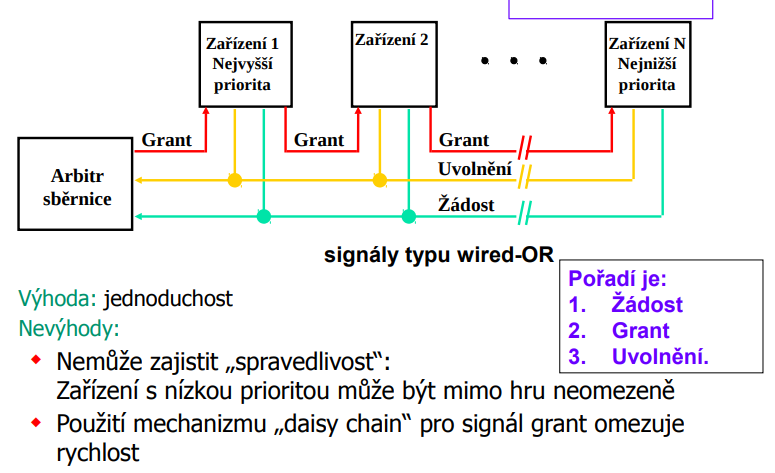 Zařízení 1
Nejvyšší
priorita
Zařízení 2
Zařízení N
Nejnižší
priorita
Grant
Grant
Grant
Arbitr
sběrnice
Uvolnění
Žádost
signály typu wired-OR
Pořadí je:
1. Žádost
2. Grant
3. Uvolnění.
Výhoda: jednoduchost
Nevýhody:
Nemůže zajistit „spravedlivost“:
Zařízení s nízkou prioritou může být mimo hru neomezeně
Použití mechanizmu „daisy chain“ pro signál grant omezuje
rychlost